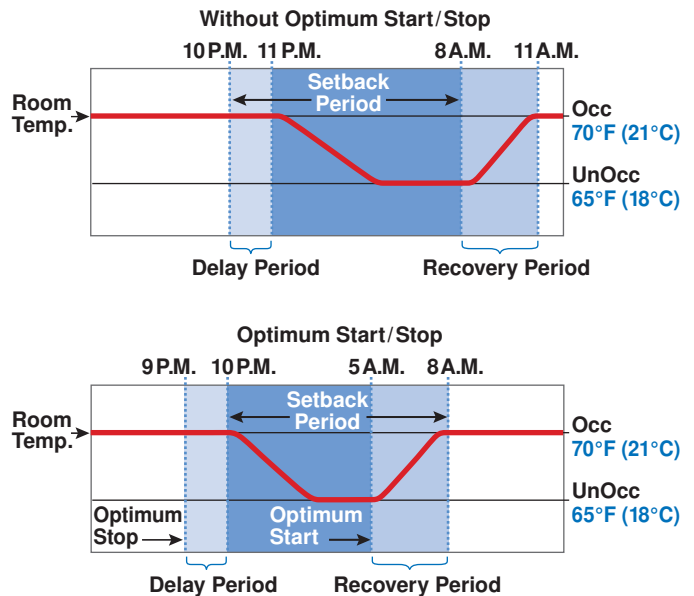 Without Optimum Start/Stop
10 P.M. 11 P.M. 8 A.M. 11 A.M.
Setback
Period
Room
Temp.
Occ
70°F (21°C)
UnOcc
65°F (18°C)
Delay Period Recovery Period
Optimum Start/Stop
9 P.M. 10 P.M. 5 A.M. 8 A.M.
Setback
Period
Room
Temp.
Occ
70°F (21°C)
UnOcc
65°F (18°C)
Optimum
Stop
Optimum
Start
Delay Period Recovery Period